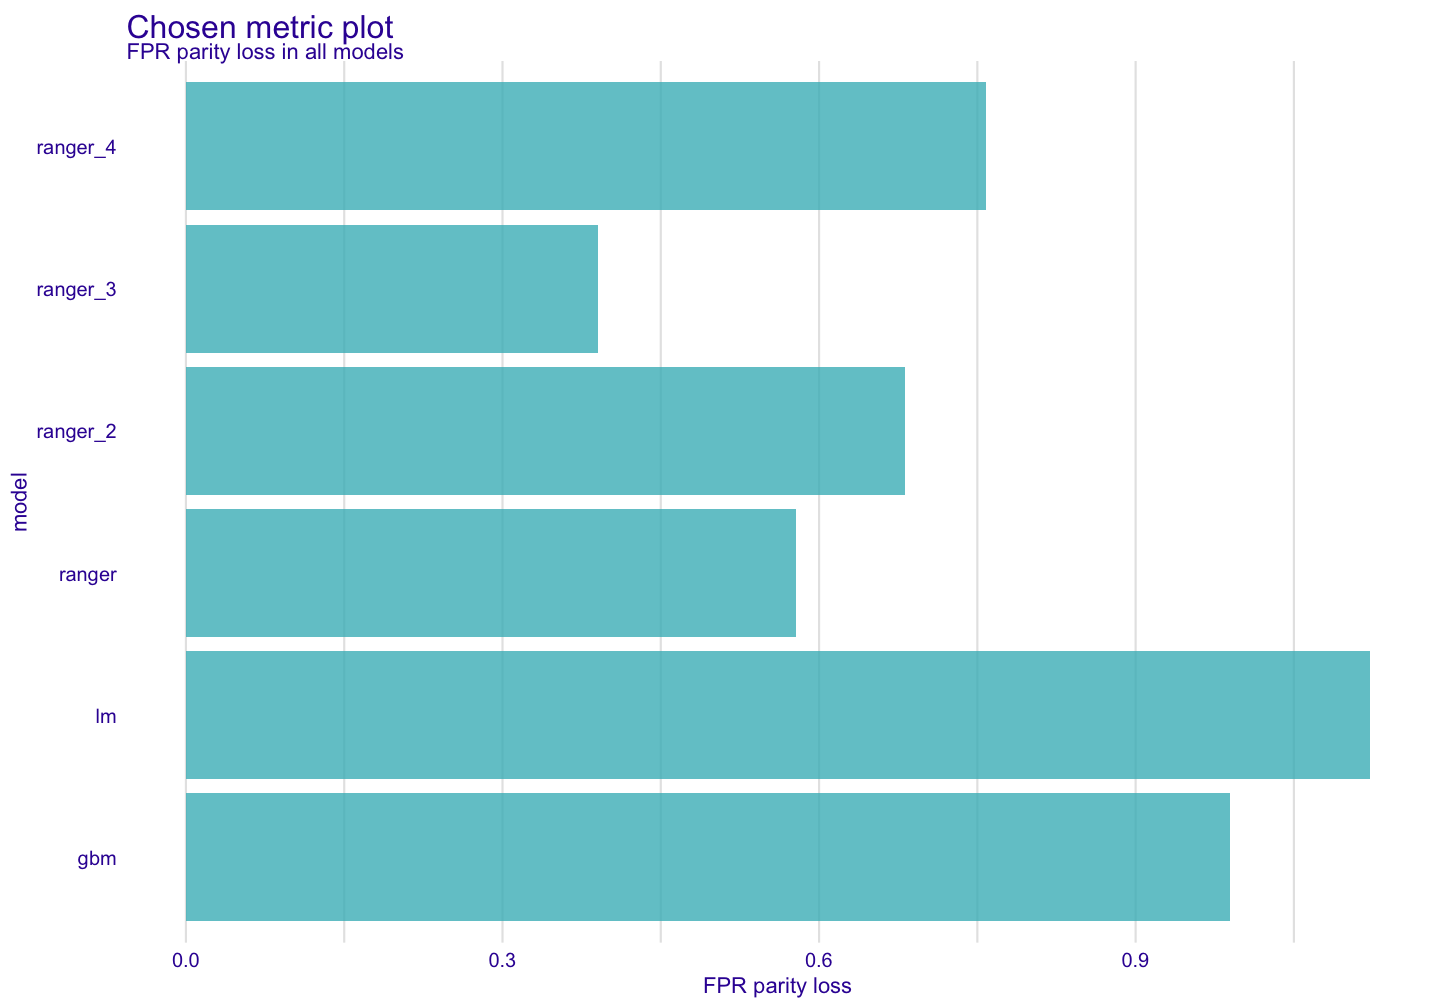 Chosen metric plot
FPR parity loss in all models
ranger_4
ranger_3
ranger_2
ranger
lm
gbm
model
0.0 0.3 0.6 0.9
FPR parity loss